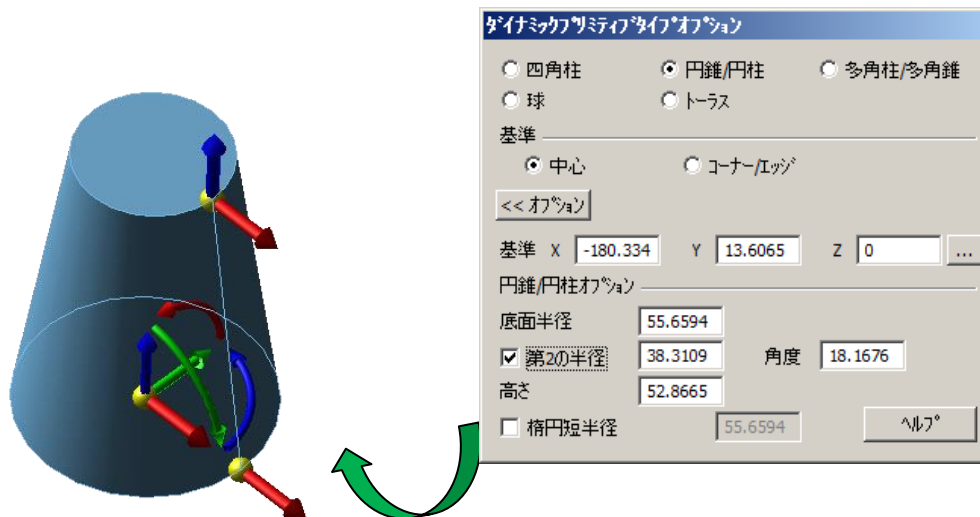 ダイナミックプリミティブタイプオプション
四角柱 円錐/円柱 多角柱/多角錐
球 トーラス
基準
中心 コーナー/エッジ
<< オプション
基準 X -180.334 Y 13.6065 Z 0 ...
円錐/円柱オプション
底面半径 55.6594
第2の半径 38.3109 角度 18.1676
高さ 52.8665
楕円短半径 55.6594 ヘルプ